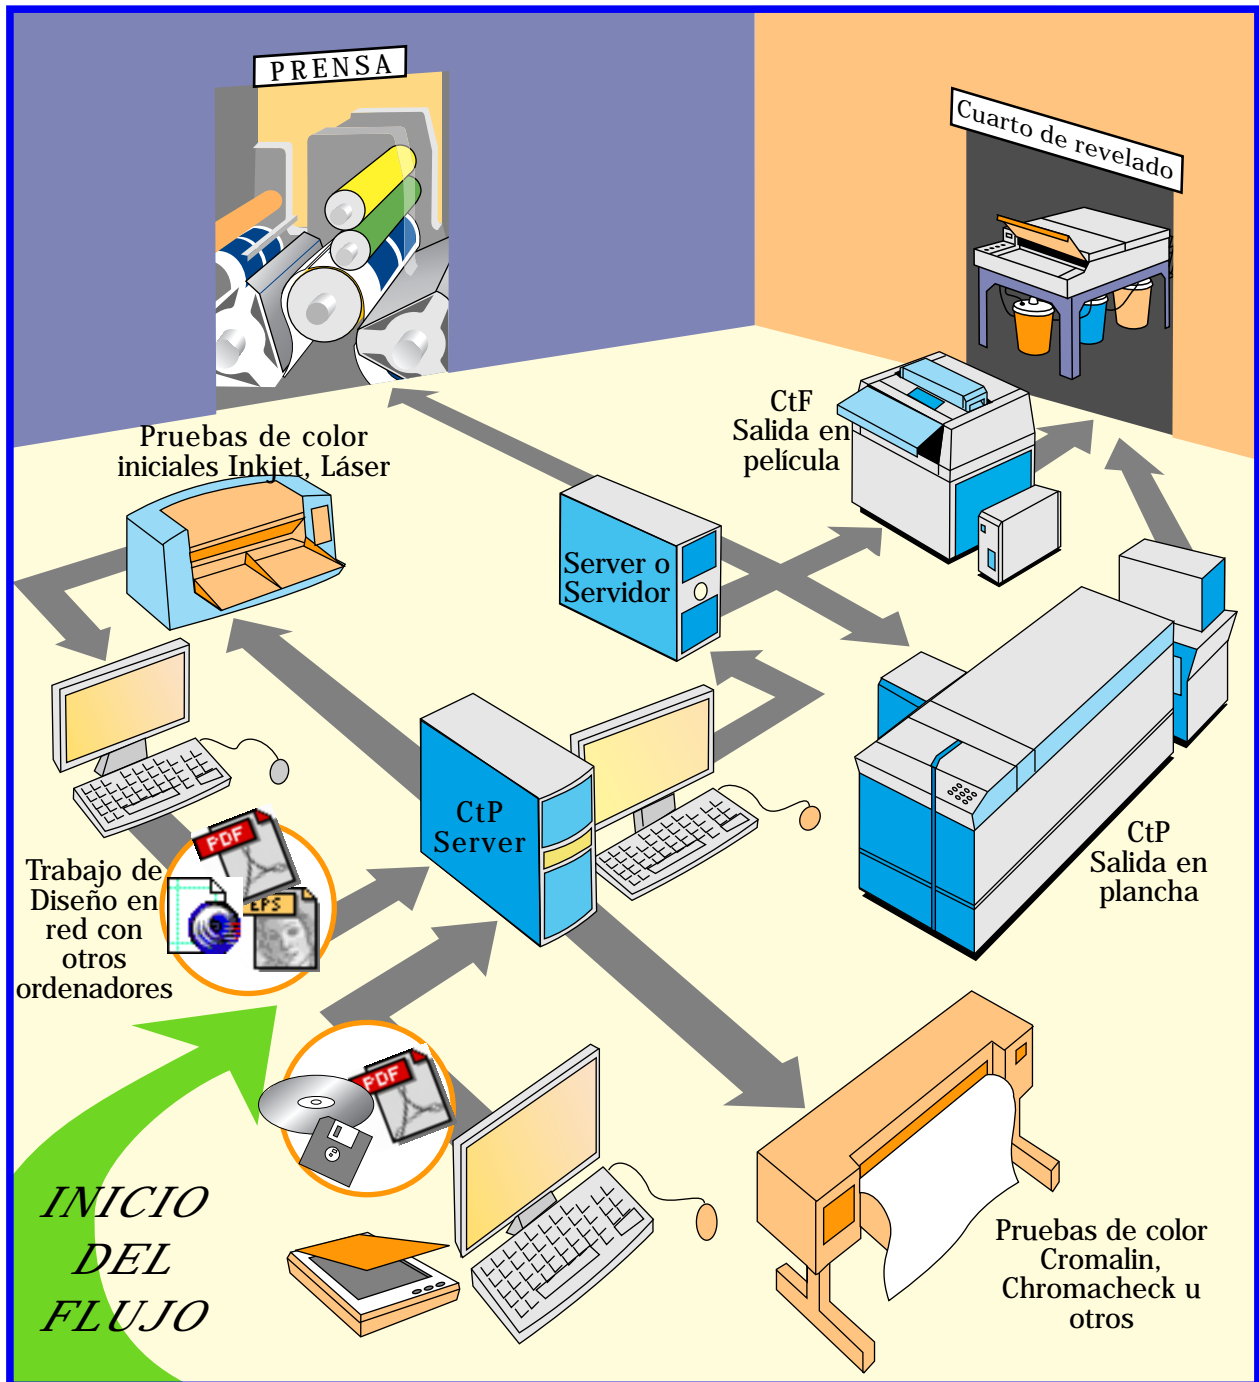 PRENSA
Cuarto de revelado
CtF
Salida en
película
Pruebas de color
iniciales Inkjet, Láser
Server o
Servidor
CtP
Server
CtP
Salida en
plancha
Trabajo de
Diseño en
red con
otros
ordenadores
PDF
EPS
PDF
INICIO
DEL
FLUJO
Pruebas de color
Cromalin,
Chromacheck u
otros